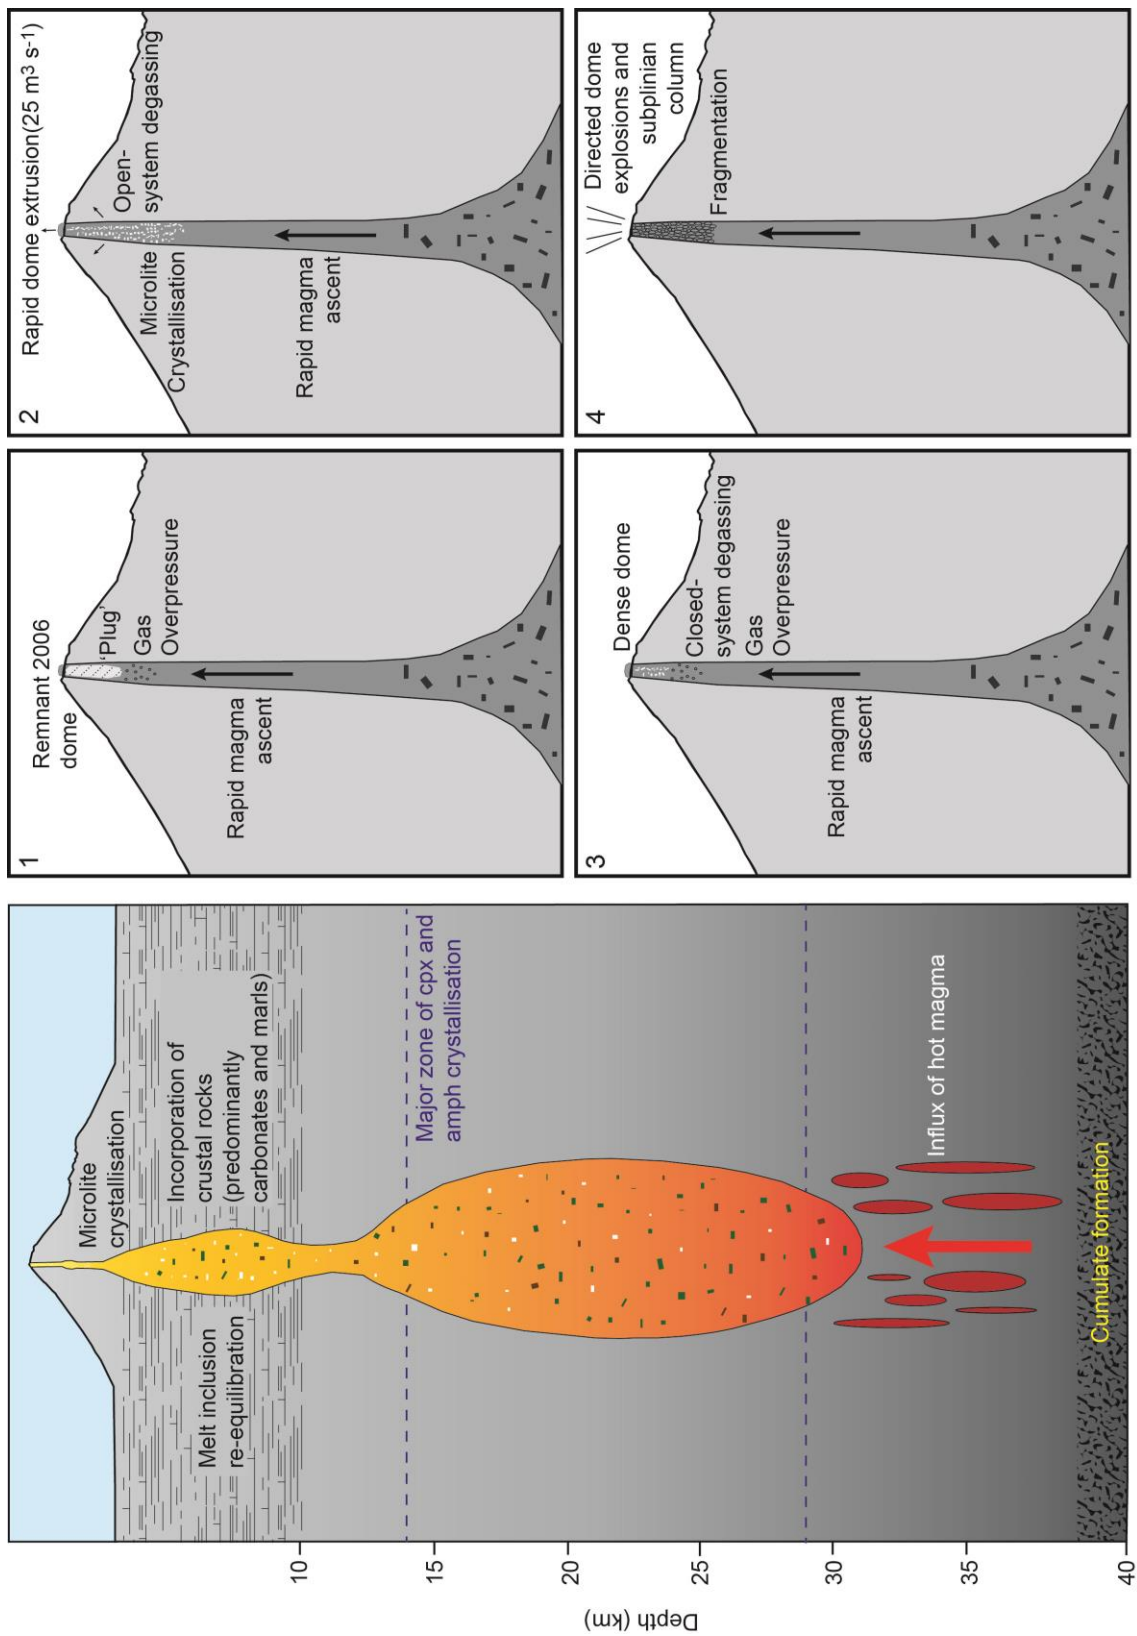 Depth (km)
10
15
20
25
30
35
40
Microlite
crystallisation
Incorporation of
crustal rocks
(predominantly
carbonates and marls)
Melt inclusion
re-equilibration
Major zone of cpx and
amph crystallisation
Influx of hot magma
Cumulate formation
1
Remnant 2006
dome
'Plug'
Gas
Overpressure
Rapid magma
ascent
2
Rapid dome extrusion(25 m³ s⁻¹)
Open-
system degassing
Microlite
Crystallisation
Rapid magma
ascent
3
Dense dome
Closed-
system degassing
Gas
Overpressure
Rapid magma
ascent
4
Directed dome
explosions and
subplinian
column
Fragmentation